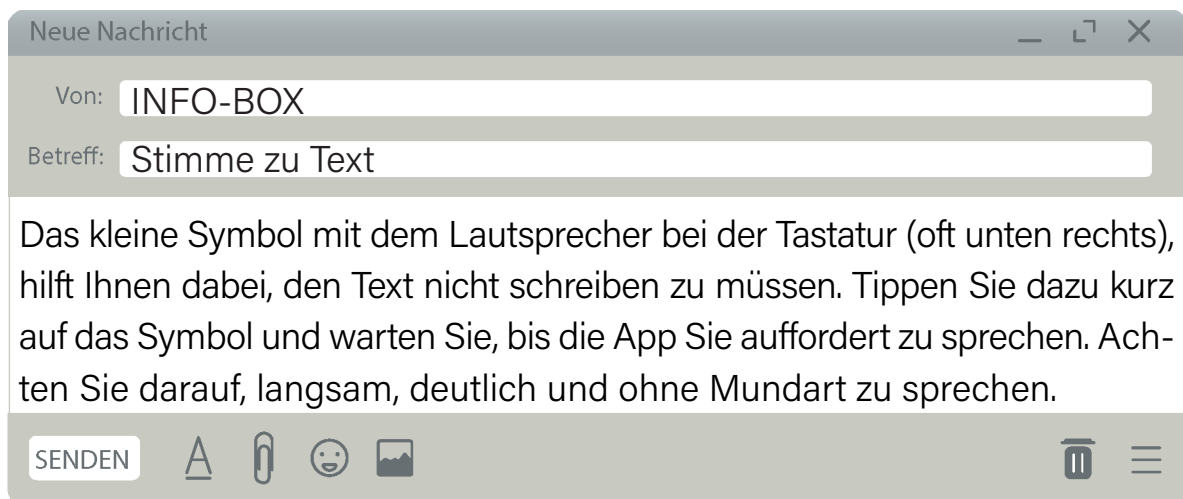 Neue Nachricht
Von: INFO-BOX
Betreff: Stimme zu Text
Das kleine Symbol mit dem Lautsprecher bei der Tastatur (oft unten rechts),
hilft Ihnen dabei, den Text nicht schreiben zu müssen. Tippen Sie dazu kurz
auf das Symbol und warten Sie, bis die App Sie auffordert zu sprechen. Ach-
ten Sie darauf, langsam, deutlich und ohne Mundart zu sprechen.
SENDEN A